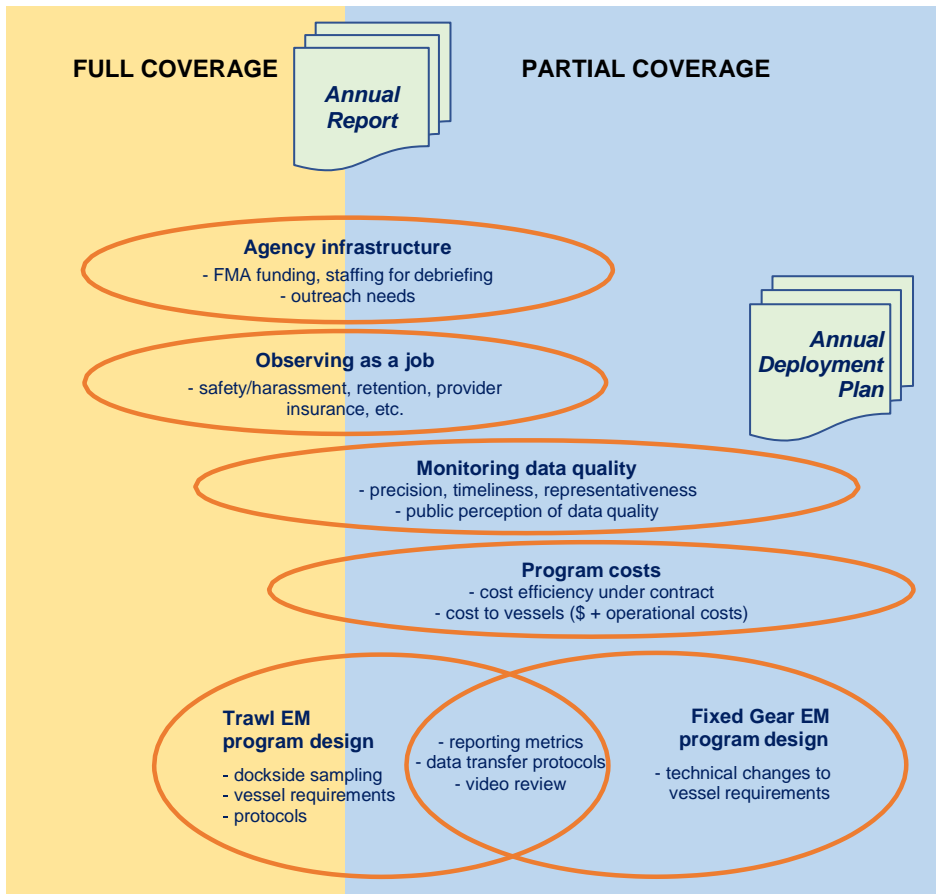 FULL COVERAGE
PARTIAL COVERAGE
Annual
Report
Agency infrastructure
- FMA funding, staffing for debriefing
- outreach needs
Annual
Deployment
Plan
Observing as a job
- safety/harassment, retention, provider
insurance, etc.
Monitoring data quality
- precision, timeliness, representativeness
- public perception of data quality
Program costs
- cost efficiency under contract
- cost to vessels ($ + operational costs)
Trawl EM
program design
- dockside sampling
- vessel requirements
- protocols
- reporting metrics
- data transfer protocols
- video review
Fixed Gear EM
program design
- technical changes to
vessel requirements